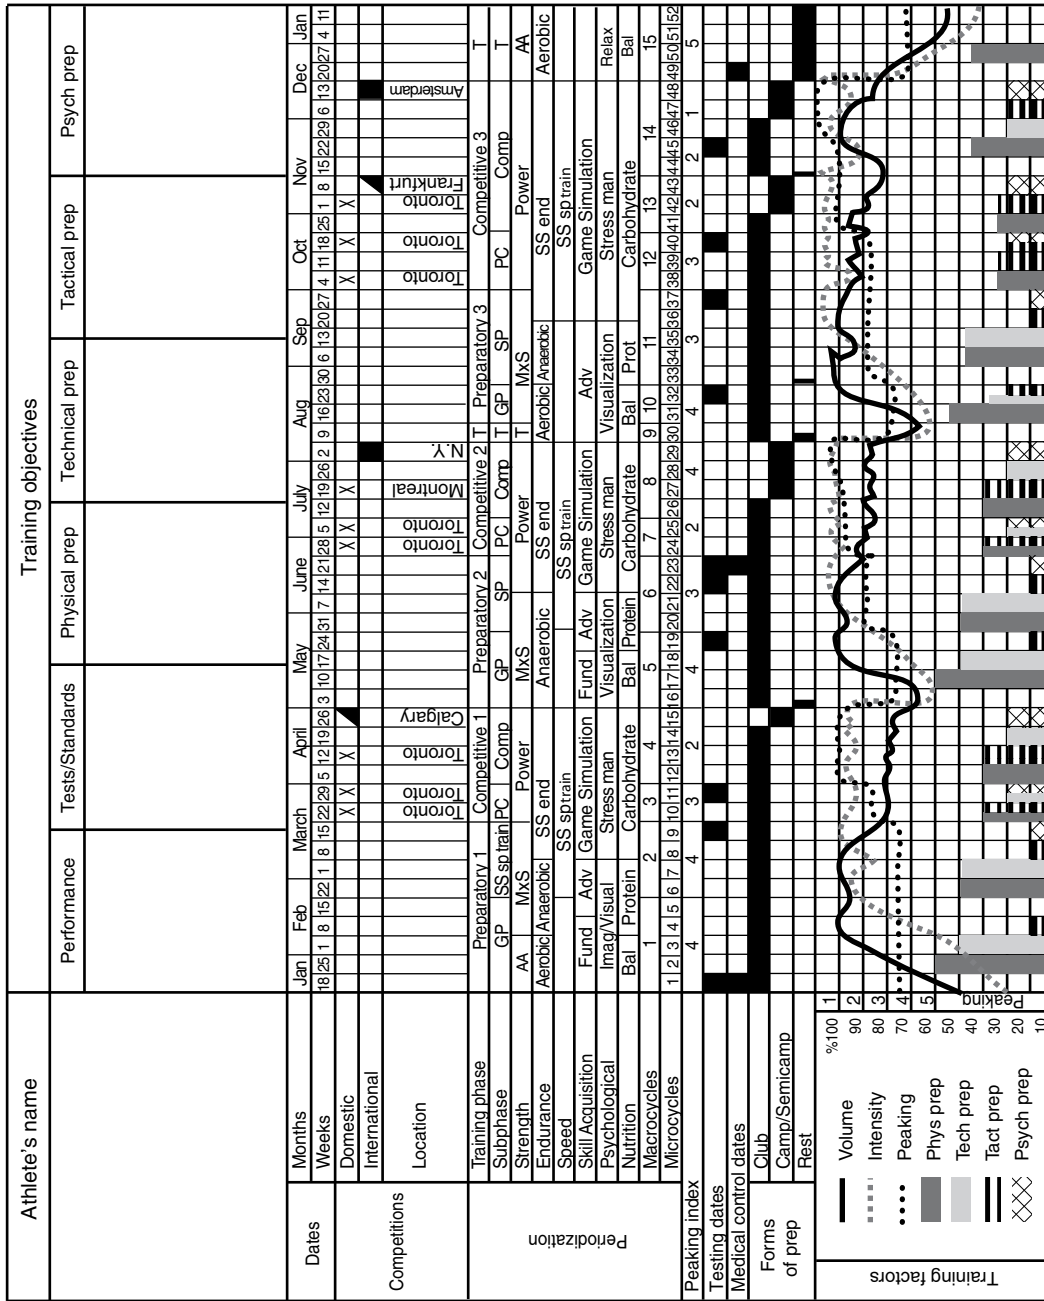 Athlete's name
Training objectives
Performance Tests/Standards Physical prep Technical prep Tactical prep Psych prep
Dates
Months Jan Feb March April May June July Aug Sep Oct Nov Dec Jan
Weeks 18 25 1 8 15 22 1 8 15 22 29 5 12 19 26 3 10 17 24 31 7 14 21 28 5 12 19 26 2 9 16 23 30 6 13 20 27 4 11 18 25 1 8 15 22 29 6 13 20 27 4 11
Competitions
Domestic X X X X X X X X X
International
Location Toronto Toronto Toronto Calgary Toronto Toronto Montreal N.Y. Toronto Toronto Toronto Frankfurt Amsterdam
Periodization
Training phase Preparatory 1 Competitive 1 Preparatory 2 Competitive 2 T Preparatory 3 Competitive 3 T
Subphase GP SS sp train PC Comp GP SP PC Comp T GP SP PC Comp T
Strength AA MxS Power MxS Power T MxS Power AA
Endurance Aerobic Anaerobic SS end Anaerobic SS end Aerobic Anaerobic SS end Aerobic
Speed SS sp train SS sp train SS sp train
Skill Acquisition Fund Adv Game Simulation Fund Adv Game Simulation Adv Game Simulation
Psychological Imag/Visual Stress man Visualization Stress man Visualization Stress man Relax
Nutrition Bal Protein Carbohydrate Bal Protein Carbohydrate Bal Prot Carbohydrate Bal
Macrocycles 1 2 3 4 5 6 7 8 9 10 11 12 13 14 15
Microcycles 1 2 3 4 5 6 7 8 9 10 11 12 13 14 15 16 17 18 19 20 21 22 23 24 25 26 27 28 29 30 31 32 33 34 35 36 37 38 39 40 41 42 43 44 45 46 47 48 49 50 51 52
Peaking index 4 4 3 2 4 3 2 4 4 3 3 2 2 1 5
Testing dates
Medical control dates
Forms of prep
Club
Camp/Semicamp
Rest
Training factors
Volume
Intensity
Peaking
Phys prep
Tech prep
Tact prep
Psych prep
%100
90
80
70
60
50
40
30
20
10
1
2
3
4
5
Peaking